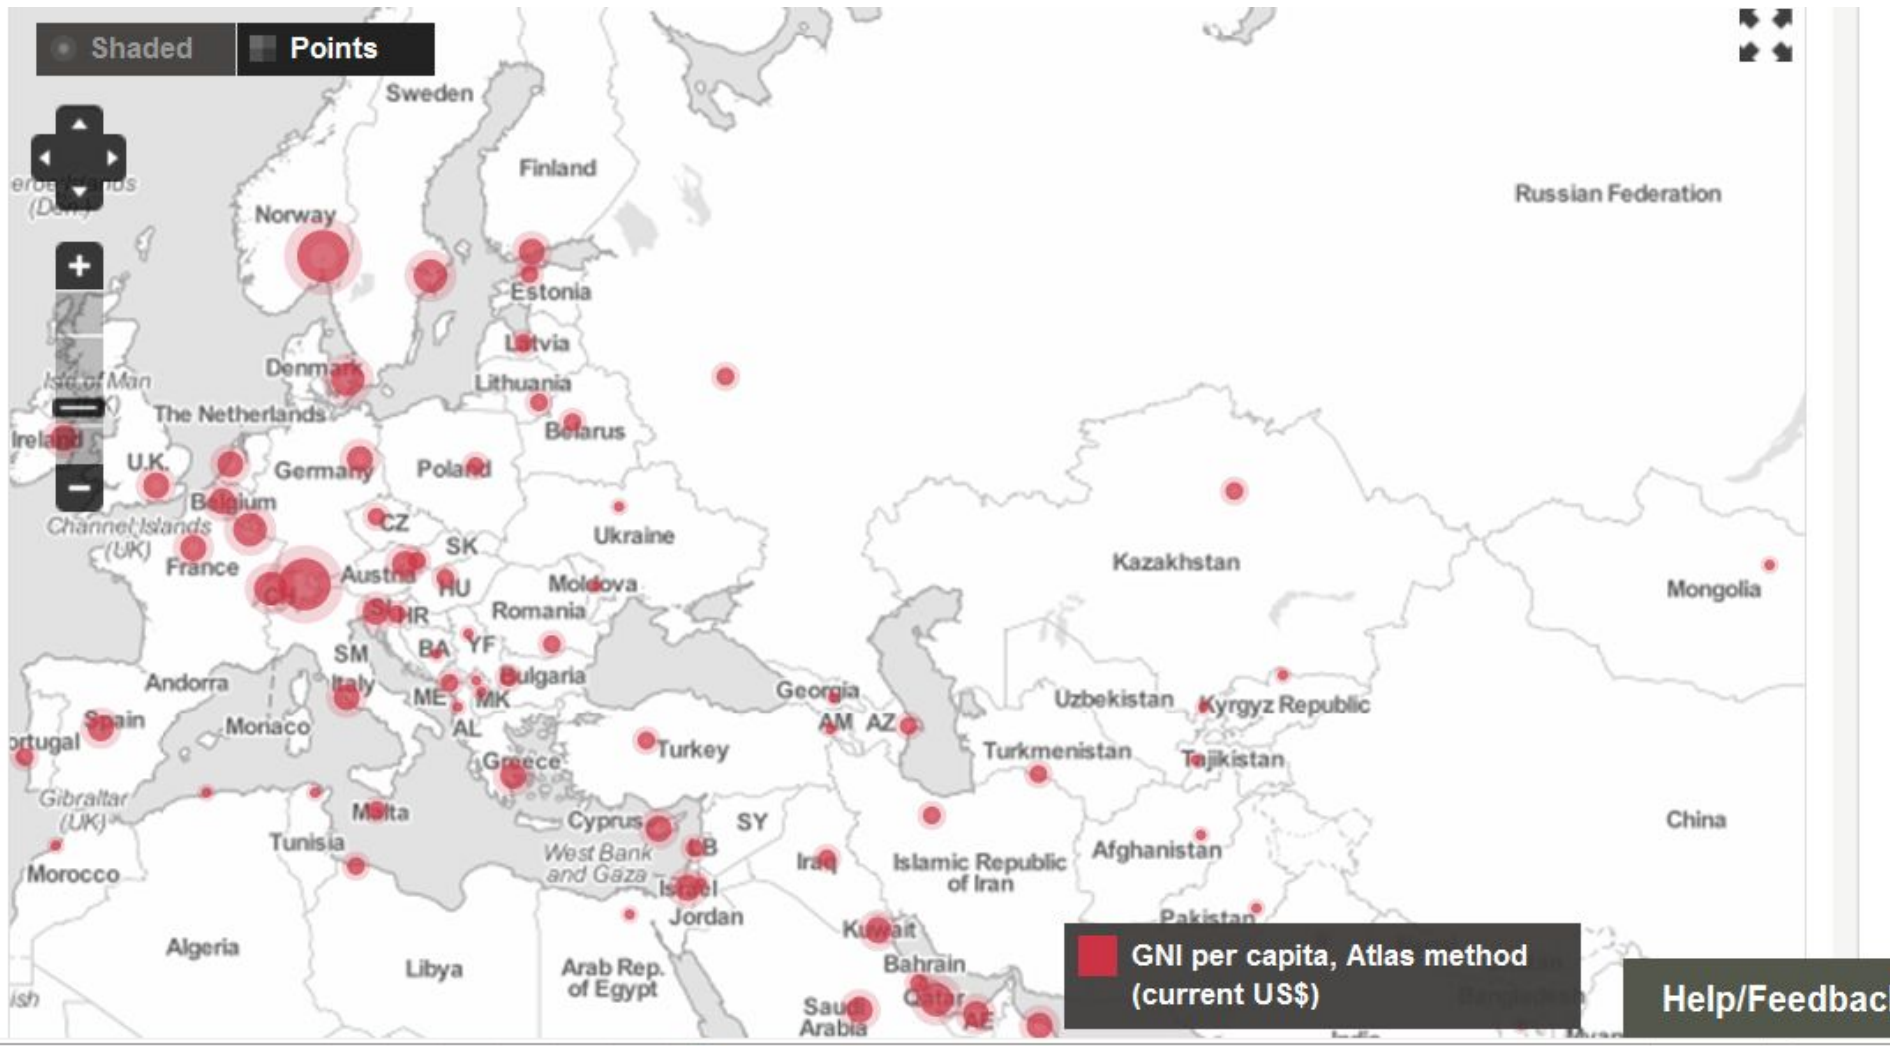 Shaded
Points
Sweden
Finland
Russian Federation
Norway
Estonia
Latvia
Denmark
Isle of Man
Lithuania
The Netherlands
Ireland
Belarus
U.K.
Germany
Poland
Belgium
Channel Islands
(UK)
CZ
Ukraine
SK
France
Austria
Kazakhstan
HU
Moldova
Mongolia
CH
SI
HR
Romania
BA
YF
SM
Italy
Andorra
Bulgaria
ME
MK
Georgia
Uzbekistan
Kyrgyz Republic
Spain
Monaco
AL
AM
AZ
ortugal
Turkey
Turkmenistan
Tajikistan
Greece
Gibraltar
(UK)
Malta
Cyprus
SY
China
Tunisia
LB
West Bank
and Gaza
Iraq
Islamic Republic
of Iran
Afghanistan
Morocco
Israel
Jordan
Pakistan
Kuwait
Algeria
Libya
Arab Rep.
of Egypt
Bahrain
Qatar
AE
Saudi
Arabia
ish
GNI per capita, Atlas method
(current US$)
Help/Feedbac